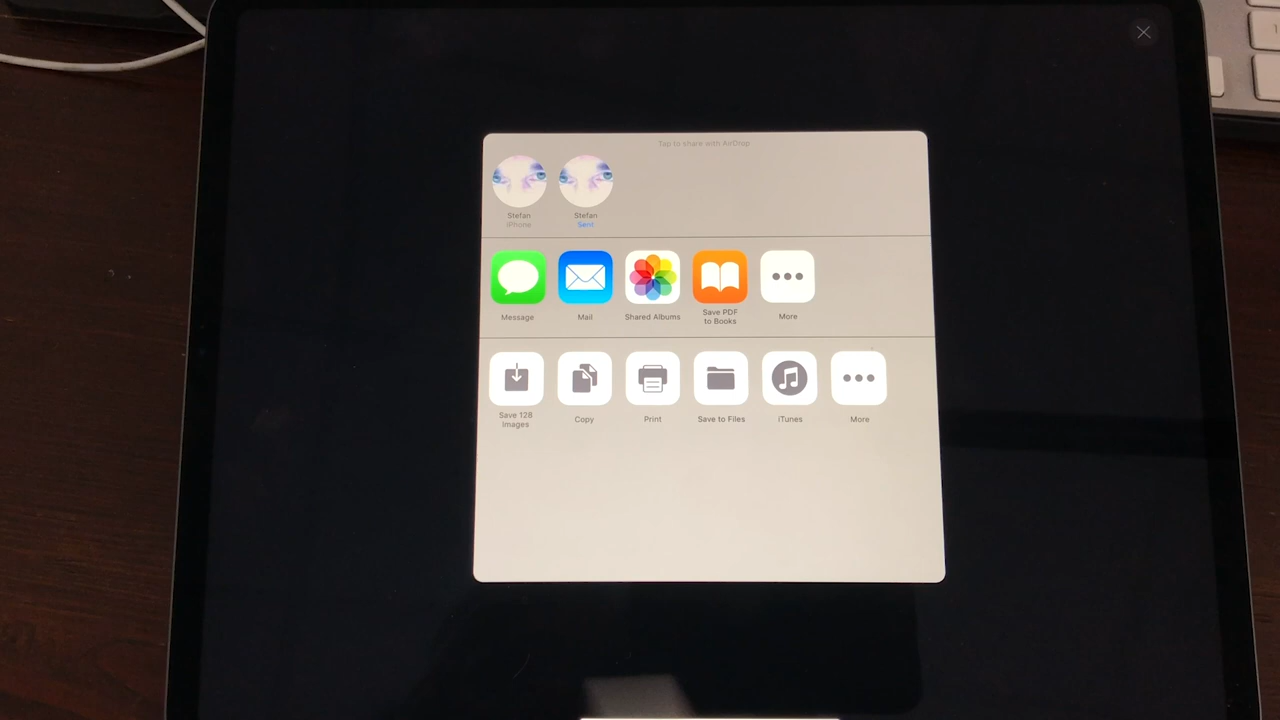 Tap to share with AirDrop
Stefan
iPhone
Stefan
Sent
Message
Mail
Shared Albums
Save PDF
to Books
More
Save 128
Images
Copy
Print
Save to Files
iTunes
More